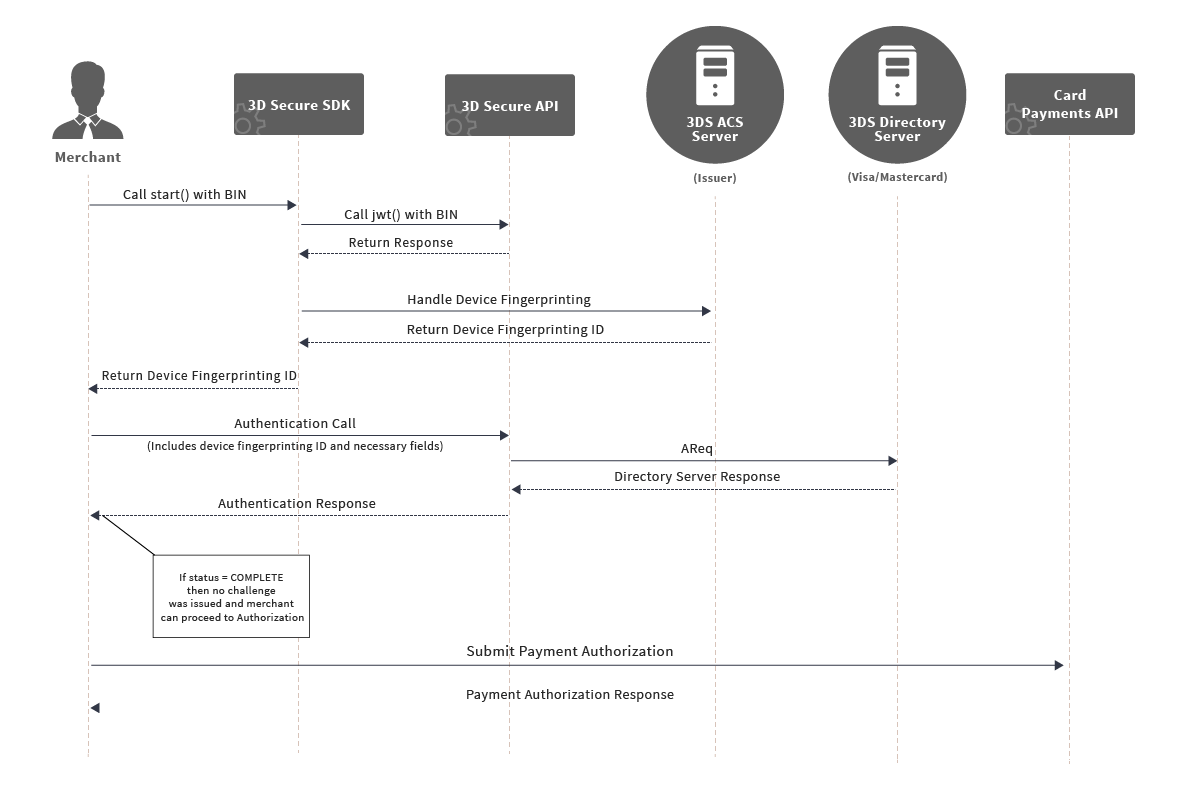 3D Secure SDK
3D Secure API
3DS ACS
Server
3DS Directory
Server
Card
Payments API
Merchant
(Issuer)
(Visa/Mastercard)
Call start() with BIN
Call jwt() with BIN
Return Response
Handle Device Fingerprinting
Return Device Fingerprinting ID
Return Device Fingerprinting ID
Authentication Call
(Includes device fingerprinting ID and necessary fields)
AReq
Directory Server Response
Authentication Response
If status = COMPLETE
then no challenge
was issued and merchant
can proceed to Authorization
Submit Payment Authorization
Payment Authorization Response